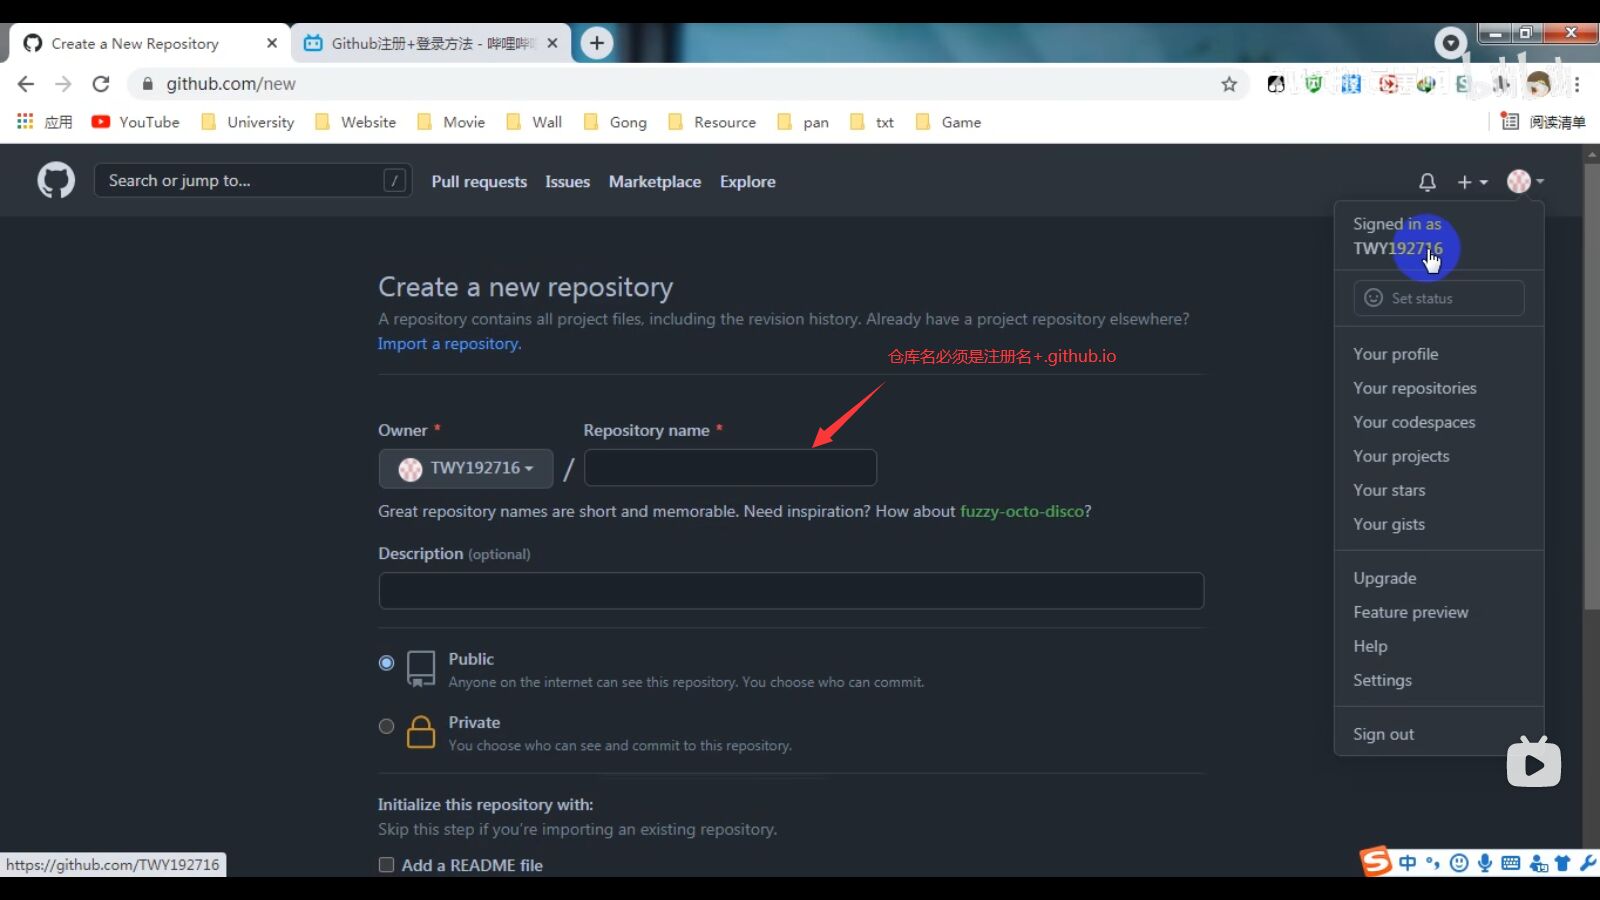 Create a New Repository
Github注册+登录方法 - 哔哩哔
github.com/new
应用
YouTube
University
Website
Movie
Wall
Gong
Resource
pan
txt
Game
阅读清单
Search or jump to...
/
Pull requests
Issues
Marketplace
Explore
Signed in as
TWY192716
Set status
Your profile
Your repositories
Your codespaces
Your projects
Your stars
Your gists
Upgrade
Feature preview
Help
Settings
Sign out
Create a new repository
A repository contains all project files, including the revision history. Already have a project repository elsewhere?
Import a repository.
仓库名必须是注册名+.github.io
Owner *
Repository name *
TWY192716
/
Great repository names are short and memorable. Need inspiration? How about fuzzy-octo-disco?
Description (optional)
Public
Anyone on the internet can see this repository. You choose who can commit.
Private
You choose who can see and commit to this repository.
Initialize this repository with:
Skip this step if you're importing an existing repository.
Add a README file
https://github.com/TWY192716
中